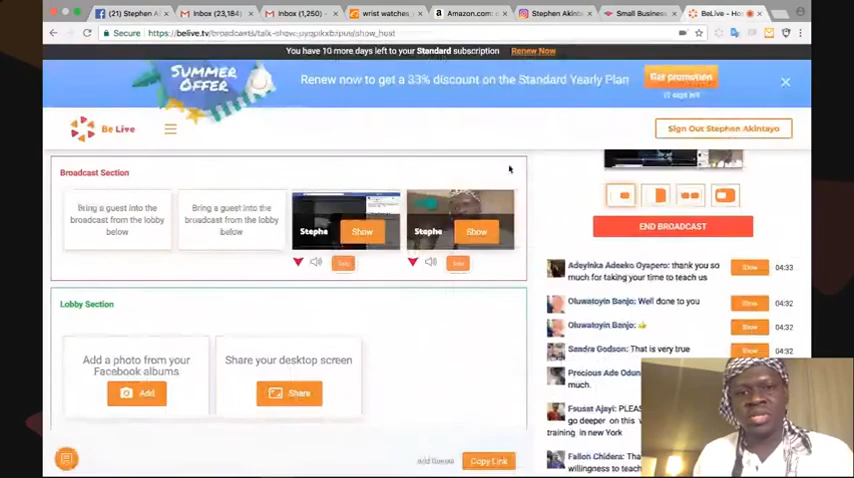 (21) Stephen A
Inbox (23,184)
Inbox (1,250)
wrist watches
Amazon.com:
Instagram
Stephen Akinta
Small Business
BeLive - Ho
Secure
You have 10 more days left to your Standard subscription Renew Now
SUMMER
OFFER
Renew now to get a 33% discount on the Standard Yearly Plan
Get promotion
Be Live
Sign Out Stephen Akintayo
Broadcast Section
Bring a guest into the
broadcast from the lobby
below
Bring a guest into the
broadcast from the lobby
below
Stephe
Show
Stephe
Show
Solo
Solo
END BROADCAST
Adeyinka Adeeko Oyapero: thank you so
much for taking your time to teach us
Show
04:33
Oluwatoyin Banjo: Well done to you
Show
04:32
Oluwatoyin Banjo:
Show
04:32
Sandra Godson: That is very true
Show
04:32
Precious Ade Odun
much.
Fsusat Ajayi: PLEAS
go deeper on this
training in new York
Fallon Chidera: Tha
willingness to teach
Lobby Section
Add a photo from your
Facebook albums
Add
Share your desktop screen
Share
Copy Link